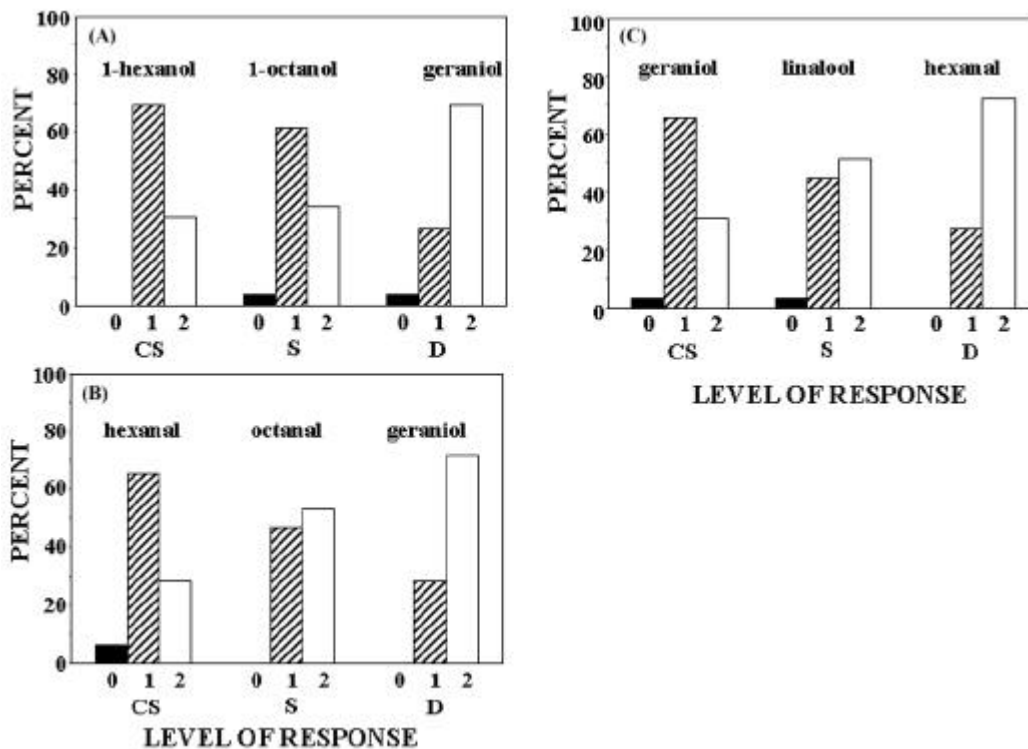 (A)
1-hexanol 1-octanol geraniol
PERCENT
100
80
60
40
20
0
0 1 2 0 1 2 0 1 2
CS S D
(B)
hexanal octanal geraniol
PERCENT
100
80
60
40
20
0
0 1 2 0 1 2 0 1 2
CS S D
LEVEL OF RESPONSE
(C)
geraniol linalool hexanal
PERCENT
100
80
60
40
20
0
0 1 2 0 1 2 0 1 2
CS S D
LEVEL OF RESPONSE